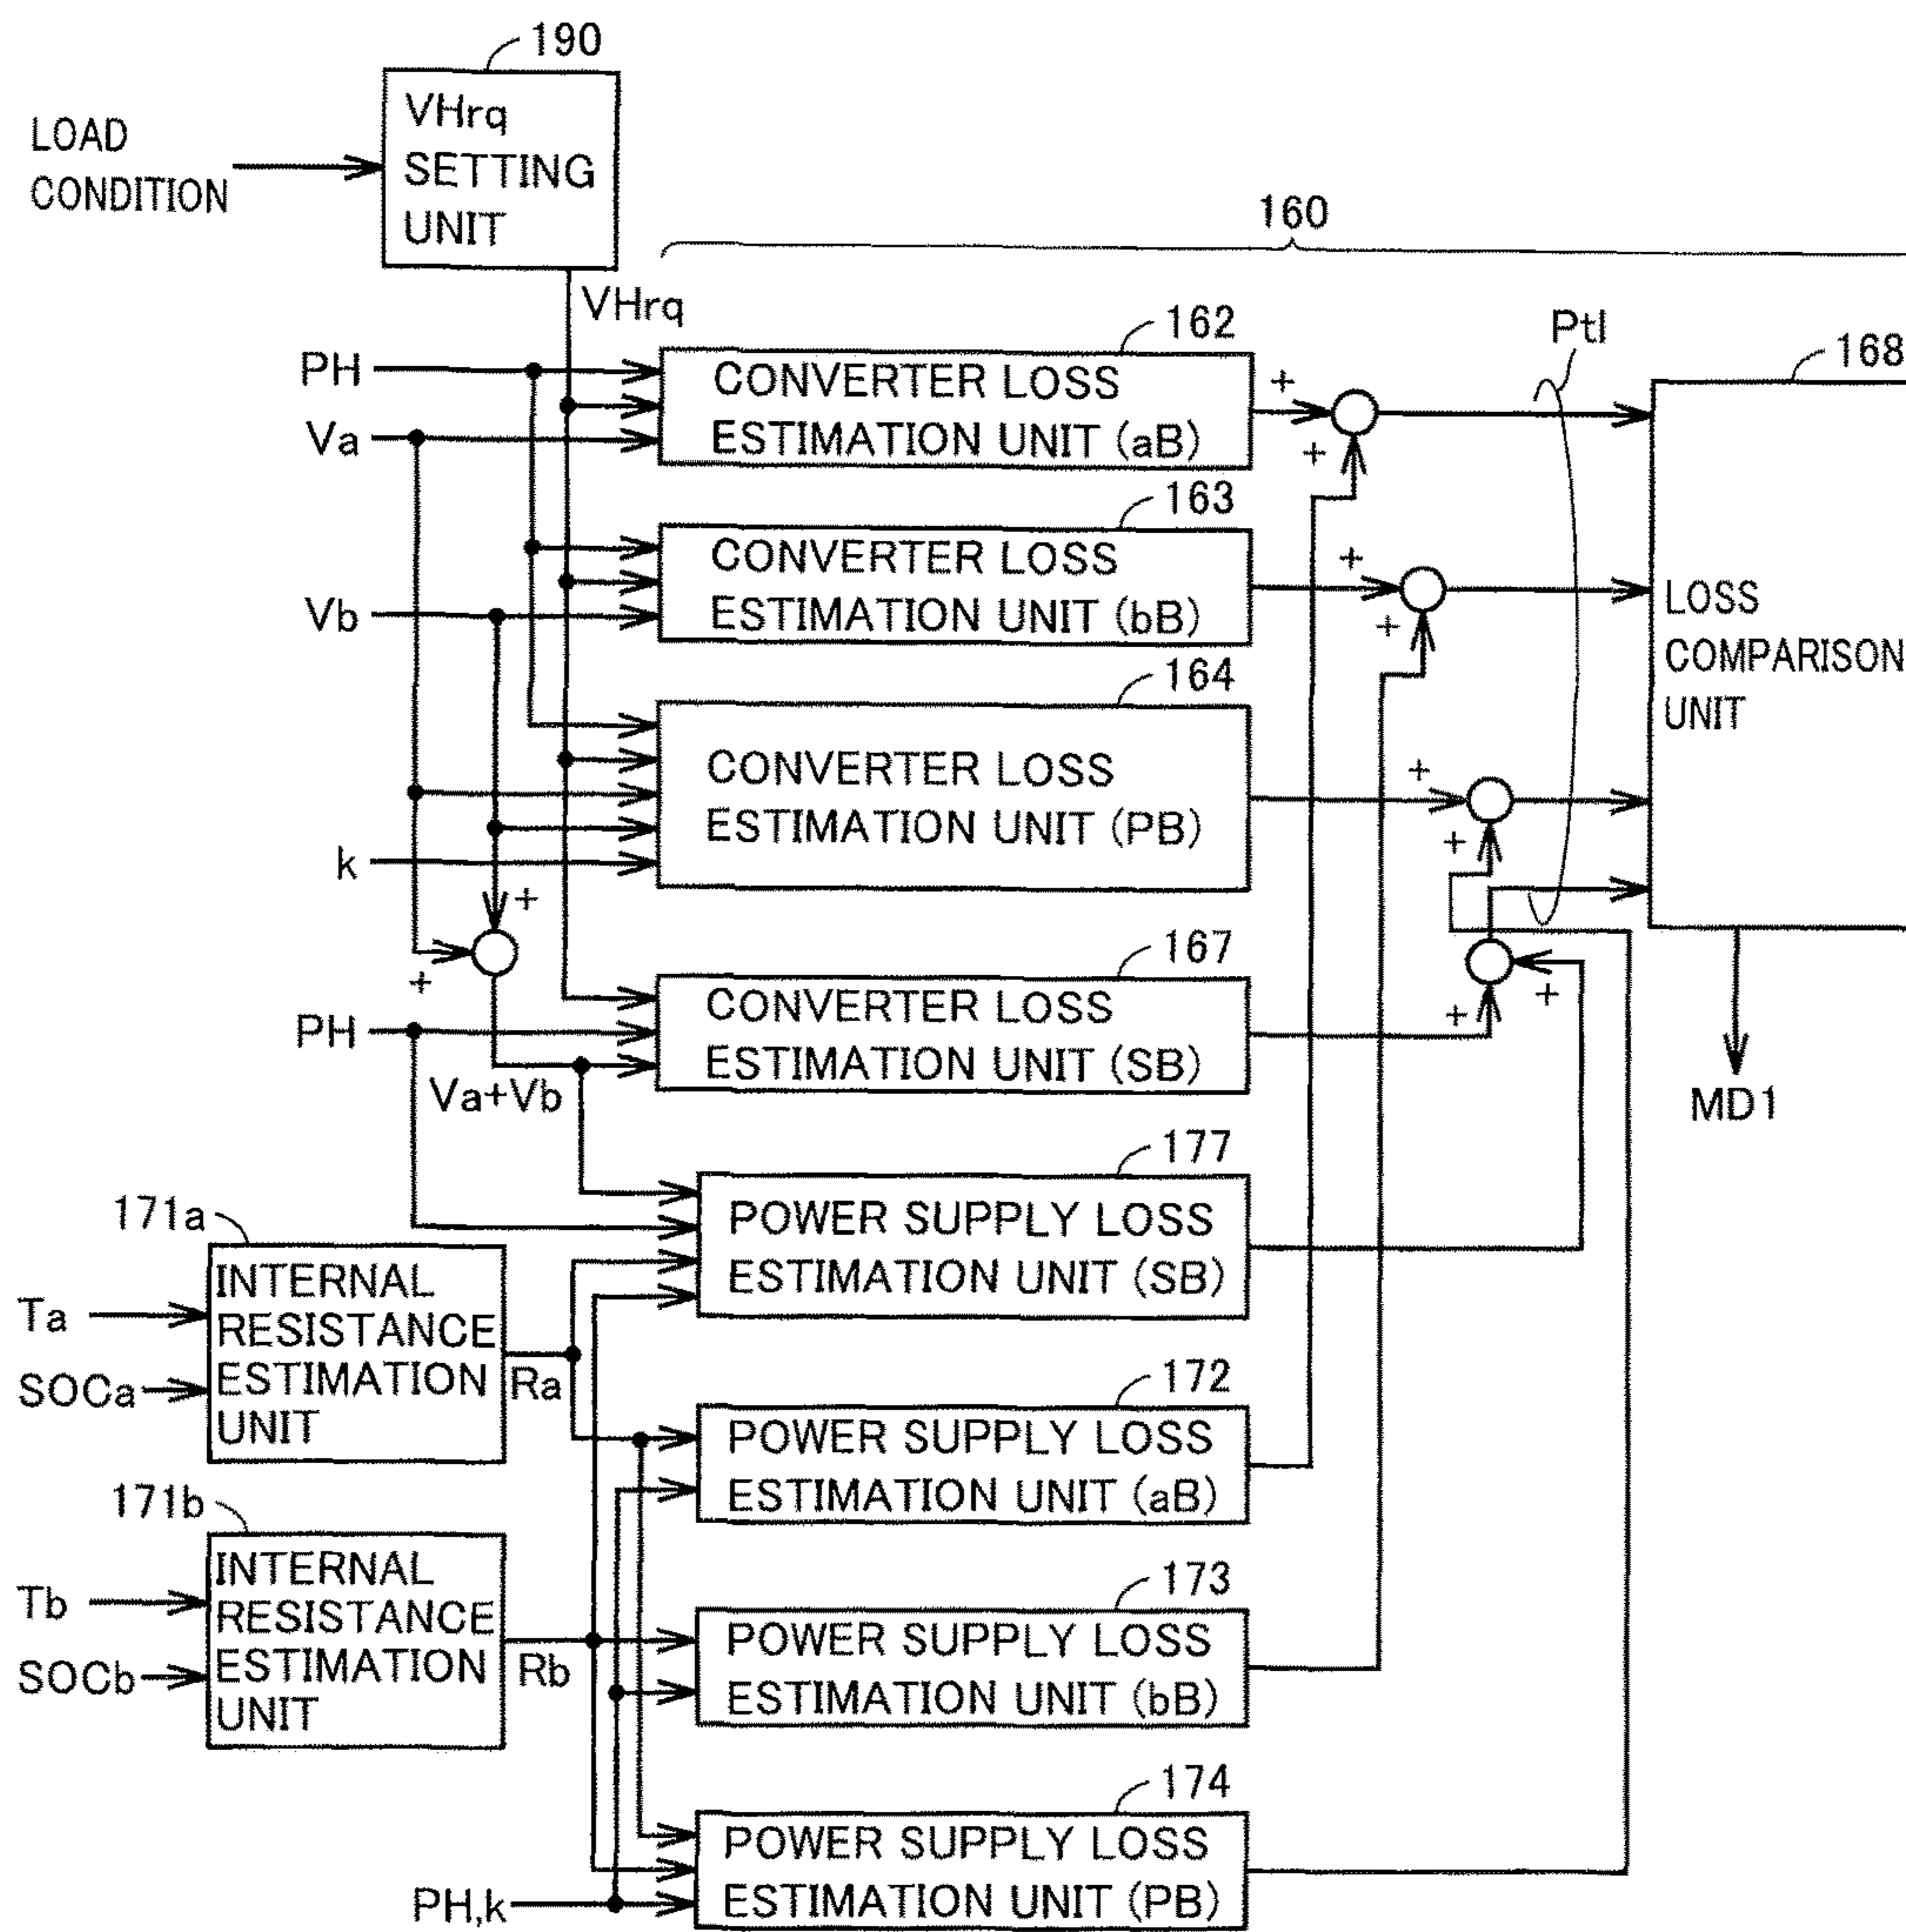 190
LOAD
CONDITION
VHrq
SETTING
UNIT
160
VHrq
PH
Va
162
CONVERTER LOSS
ESTIMATION UNIT (aB)
+
+
Ptl
168
163
CONVERTER LOSS
ESTIMATION UNIT (bB)
Vb
+
+
LOSS
COMPARISON
UNIT
164
CONVERTER LOSS
ESTIMATION UNIT (PB)
k
+
+
+
+
167
CONVERTER LOSS
ESTIMATION UNIT (SB)
PH
Va+Vb
+
+
MD1
177
POWER SUPPLY LOSS
ESTIMATION UNIT (SB)
171a
INTERNAL
RESISTANCE
ESTIMATION
UNIT
Ta
SOCa
Ra
172
POWER SUPPLY LOSS
ESTIMATION UNIT (aB)
171b
INTERNAL
RESISTANCE
ESTIMATION
UNIT
Tb
SOCb
Rb
173
POWER SUPPLY LOSS
ESTIMATION UNIT (bB)
174
POWER SUPPLY LOSS
ESTIMATION UNIT (PB)
PH,k